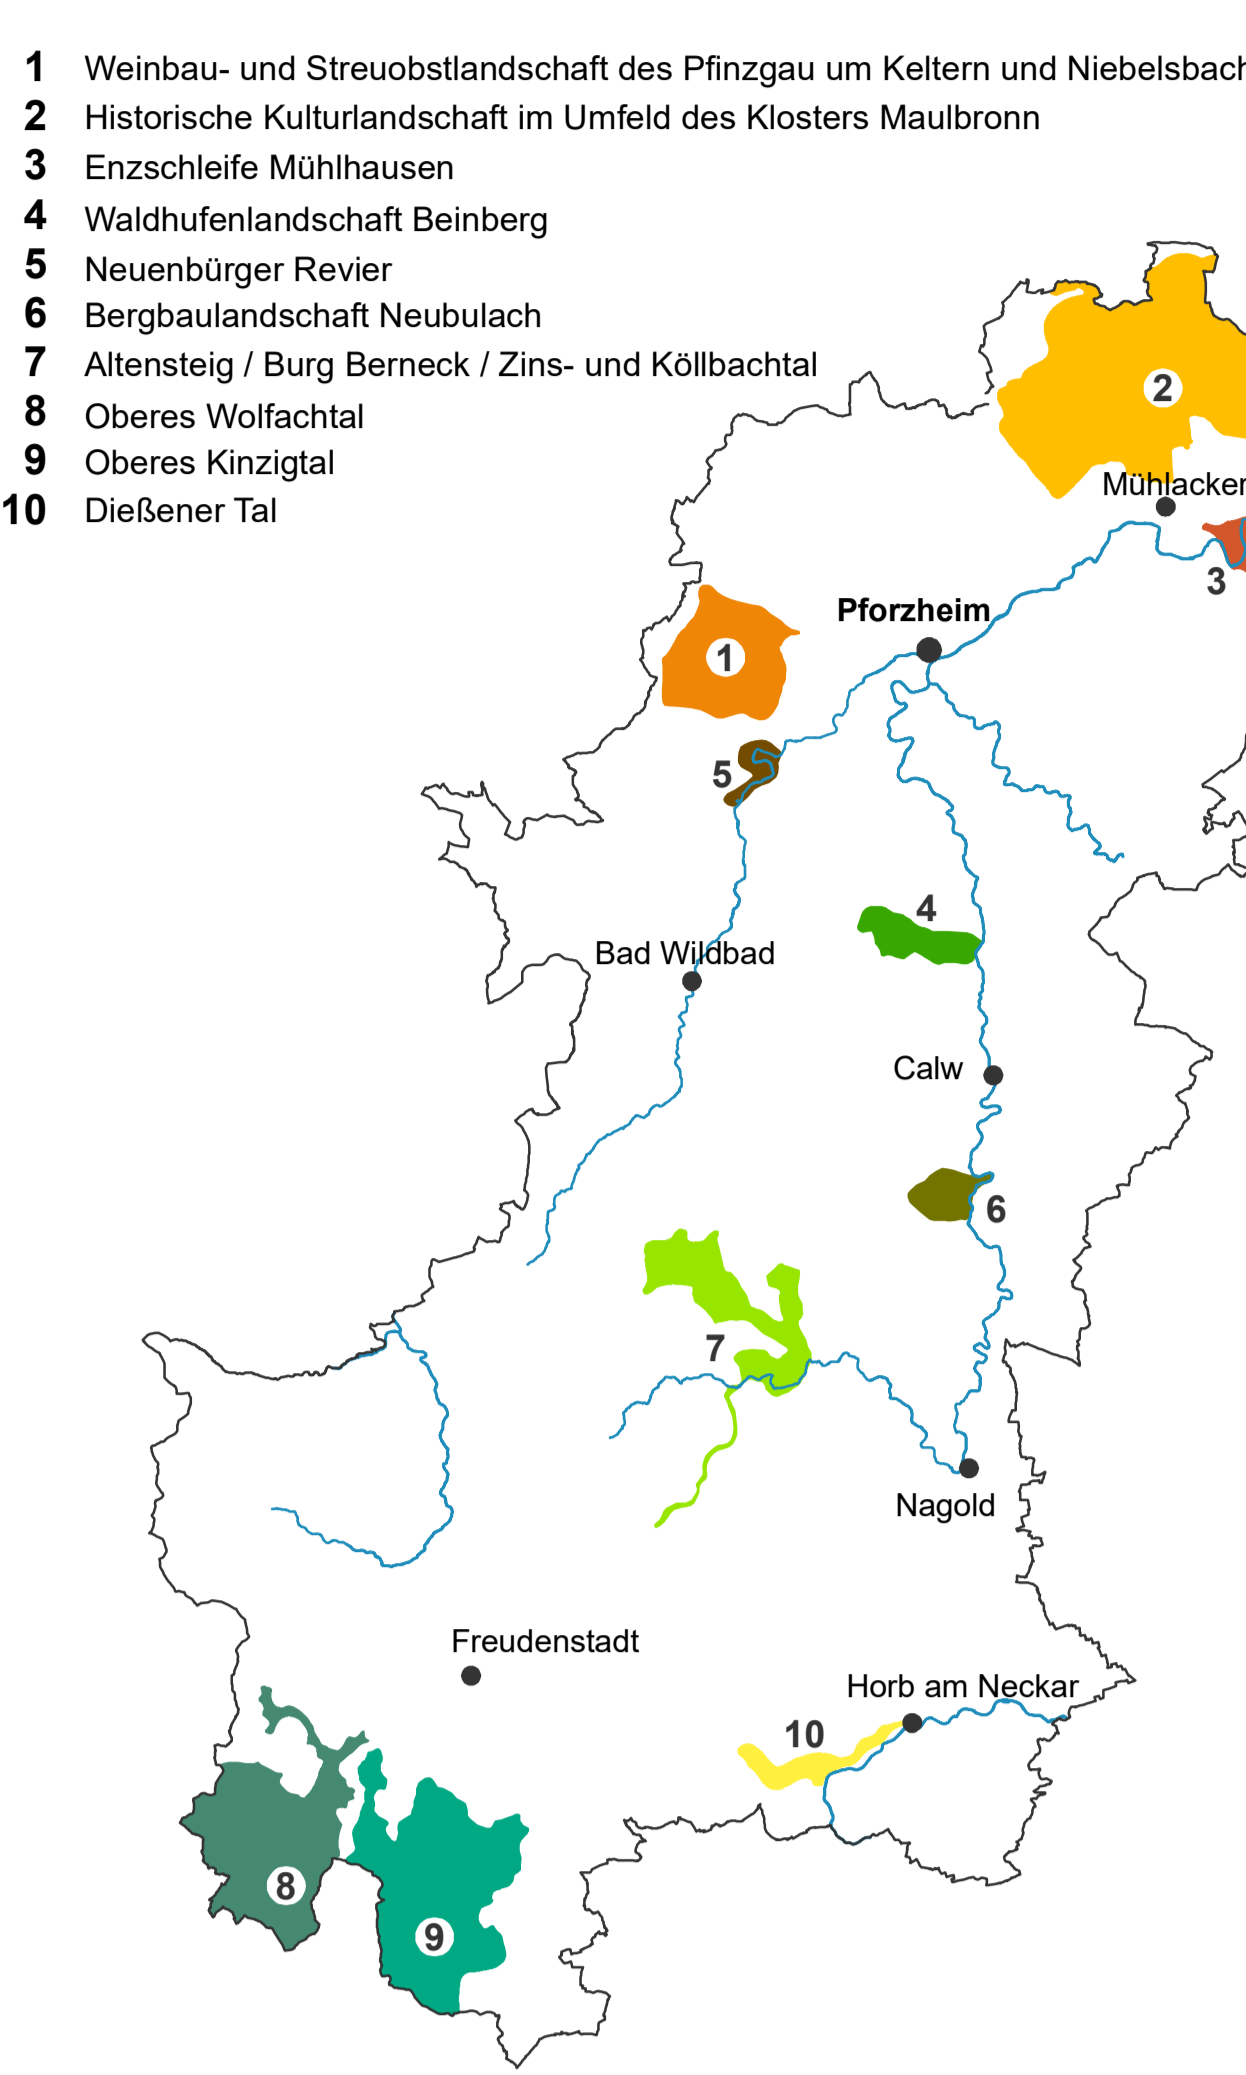 1 Weinbau- und Streuobstlandschaft des Pfinzgau um Keltern und Niebelsbach
2 Historische Kulturlandschaft im Umfeld des Klosters Maulbronn
3 Enzschleife Mühlhausen
4 Waldhufenlandschaft Beinberg
5 Neuenbürger Revier
6 Bergbaulandschaft Neubulach
7 Altensteig / Burg Berneck / Zins- und Köllbachtal
8 Oberes Wolfachtal
9 Oberes Kinzigtal
10 Dießener Tal
2
Mühlacker
3
Pforzheim
1
5
4
Bad Wildbad
Calw
6
7
Nagold
Freudenstadt
Horb am Neckar
10
8
9